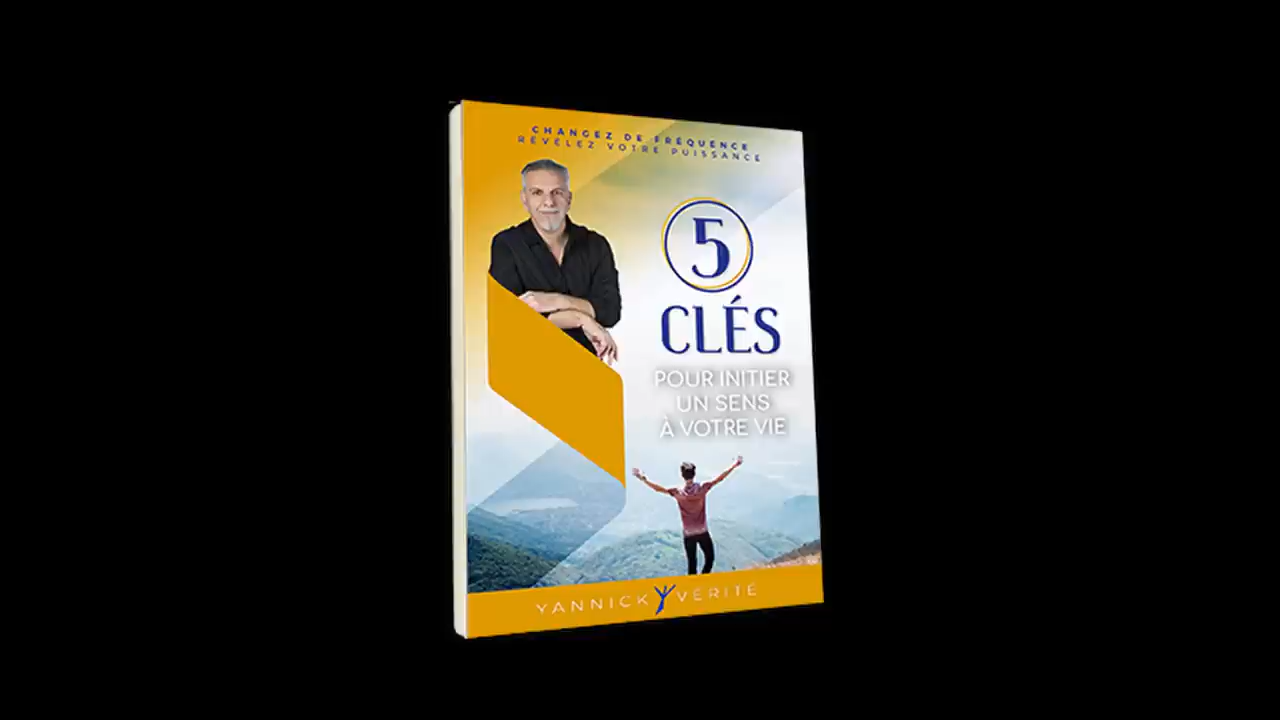 CHANGEZ DE FRÉQUENCE
RÉVÉLEZ VOTRE PUISSANCE
5
CLÉS
POUR INITIER
UN SENS
À VOTRE VIE
YANNICK VÉRITÉ